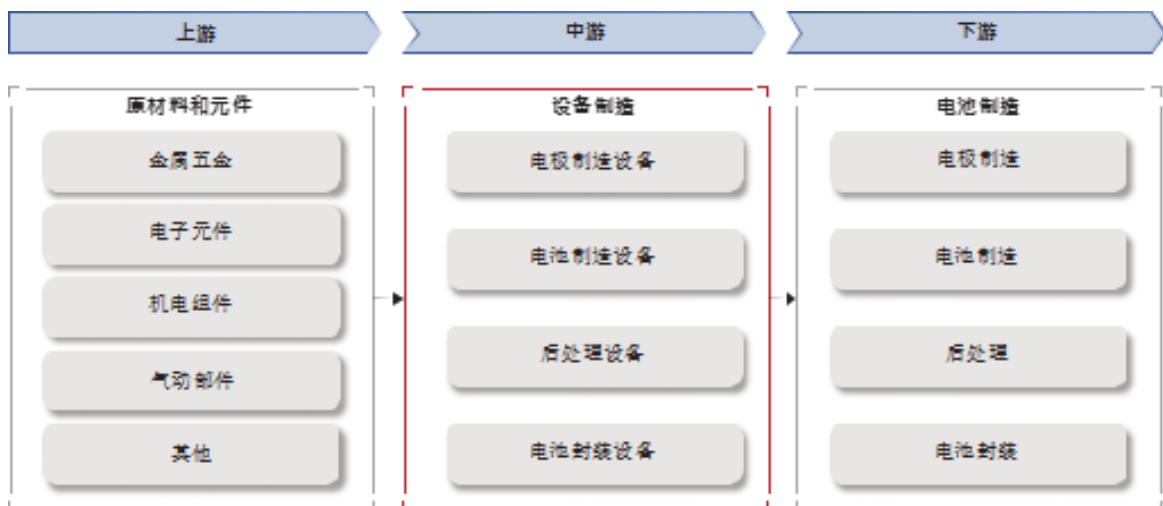 上游
中游
下游
原材料和元件
设备制造
电池制造
金属五金
电子元件
机电组件
气动部件
其他
电极制造设备
电池制造设备
后处理设备
电池封装设备
电极制造
电池制造
后处理
电池封装